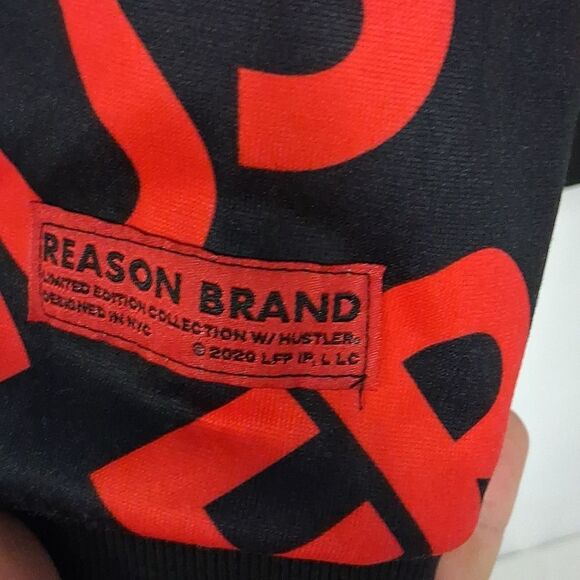 REASON BRAND
LIMITED EDITION COLLECTION W/ HUSTLER®
DESIGNED IN NYC
© 2020 LFP IP, LLC